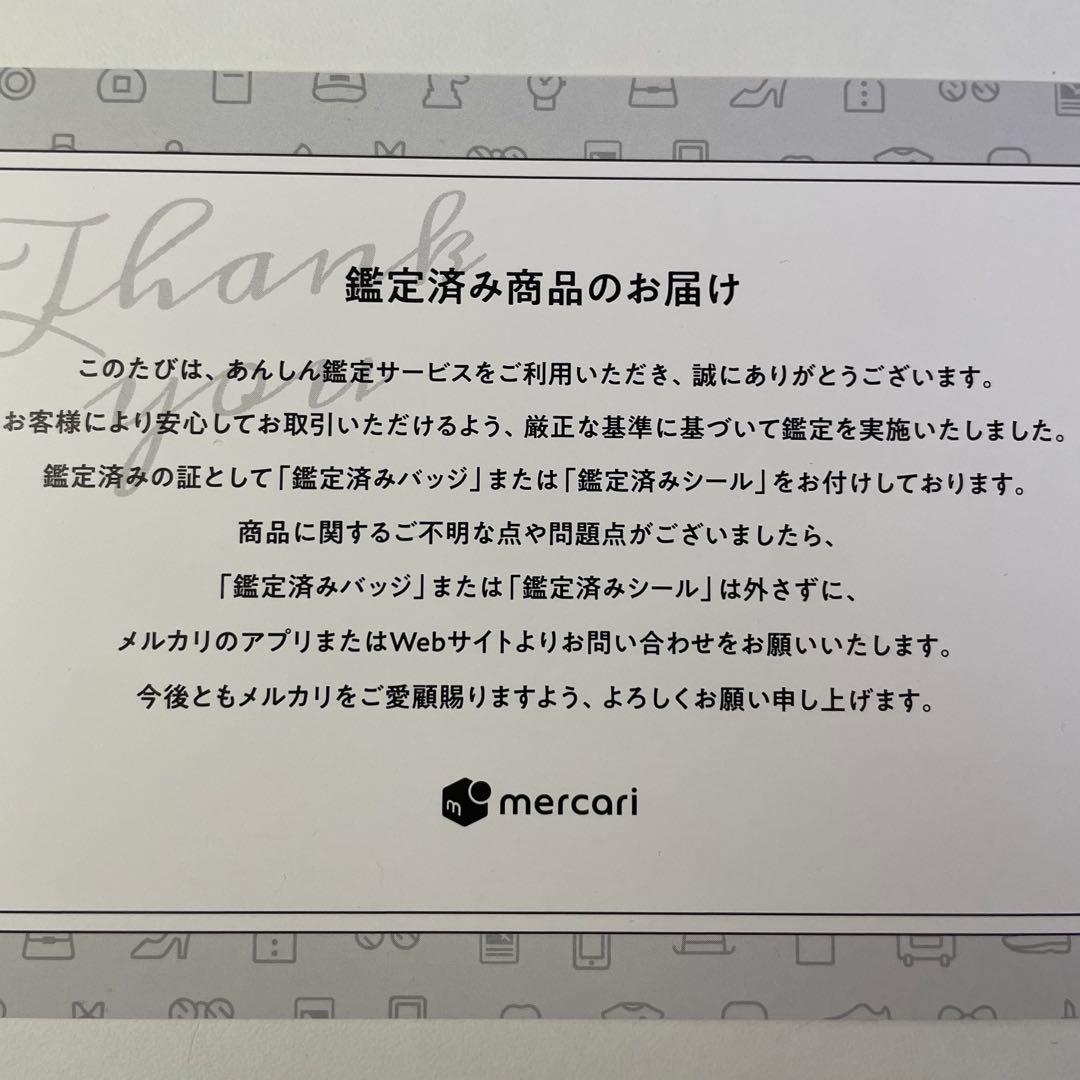 Thank you
鑑定済み商品のお届け
このたびは、あんしん鑑定サービスをご利用いただき、誠にありがとうございます。
お客様により安心してお取引いただけるよう、厳正な基準に基づいて鑑定を実施いたしました。
鑑定済みの証として「鑑定済みバッジ」または「鑑定済みシール」をお付けしております。
商品に関するご不明な点や問題点がございましたら、
「鑑定済みバッジ」または「鑑定済みシール」は外さずに、
メルカリのアプリまたはWebサイトよりお問い合わせをお願いいたします。
今後ともメルカリをご愛顧賜りますよう、よろしくお願い申し上げます。
m mercari